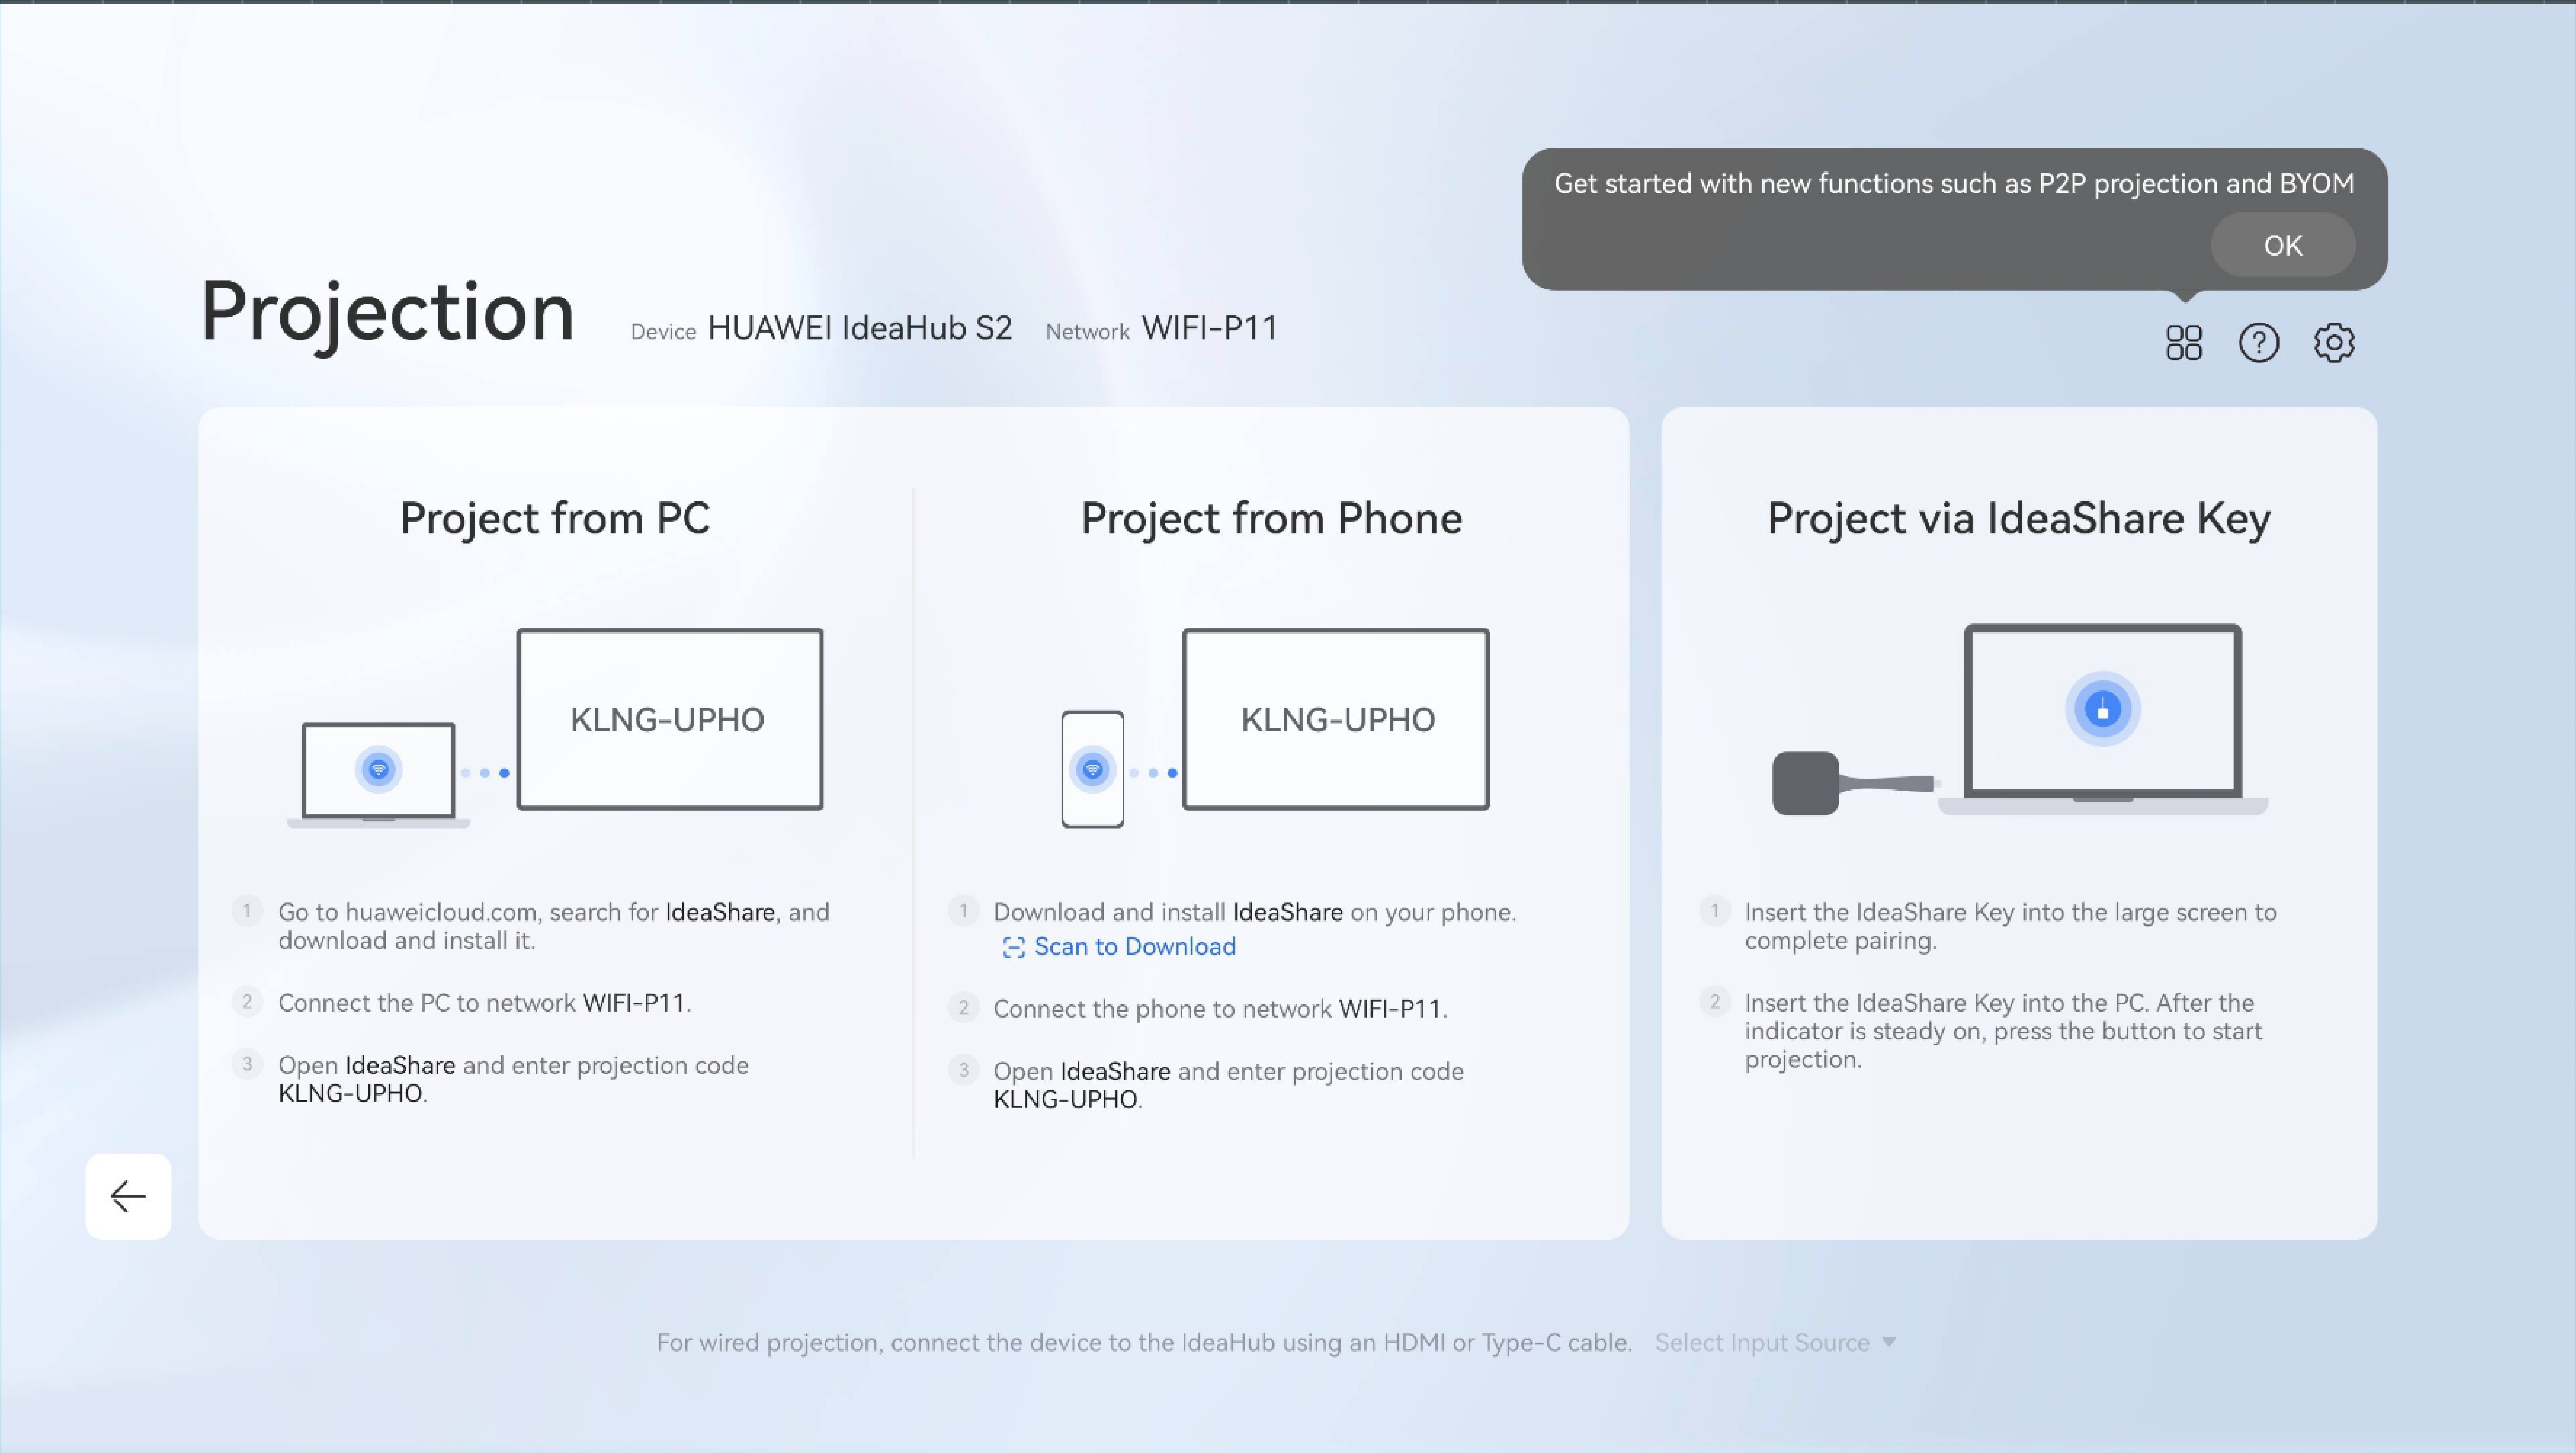 Get started with new functions such as P2P projection and BYOM
OK
Projection
Device HUAWEI IdeaHub S2 Network WIFI-P11
?
Project from PC
KLNG-UPHO
1 Go to huaweicloud.com, search for IdeaShare, and
download and install it.
2 Connect the PC to network WIFI-P11.
3 Open IdeaShare and enter projection code
KLNG-UPHO.
Project from Phone
KLNG-UPHO
1 Download and install IdeaShare on your phone.
Scan to Download
2 Connect the phone to network WIFI-P11.
3 Open IdeaShare and enter projection code
KLNG-UPHO.
Project via IdeaShare Key
1 Insert the IdeaShare Key into the large screen to
complete pairing.
2 Insert the IdeaShare Key into the PC. After the
indicator is steady on, press the button to start
projection.
For wired projection, connect the device to the IdeaHub using an HDMI or Type-C cable. Select Input Source